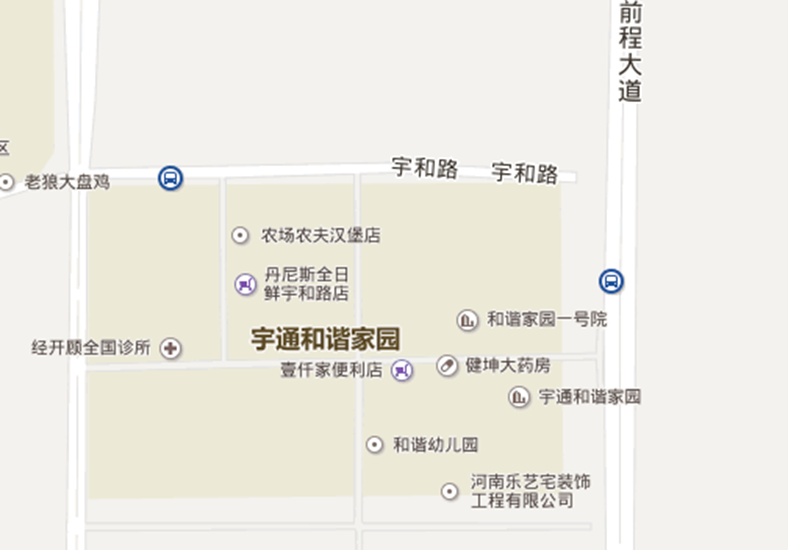 前程大道
区
宇和路
宇和路
老狼大盘鸡
农场农夫汉堡店
丹尼斯全日
鲜宇和路店
和谐家园一号院
宇通和谐家园
经开顾全国诊所
壹仟家便利店
健坤大药房
宇通和谐家园
和谐幼儿园
河南乐艺宅装饰
工程有限公司